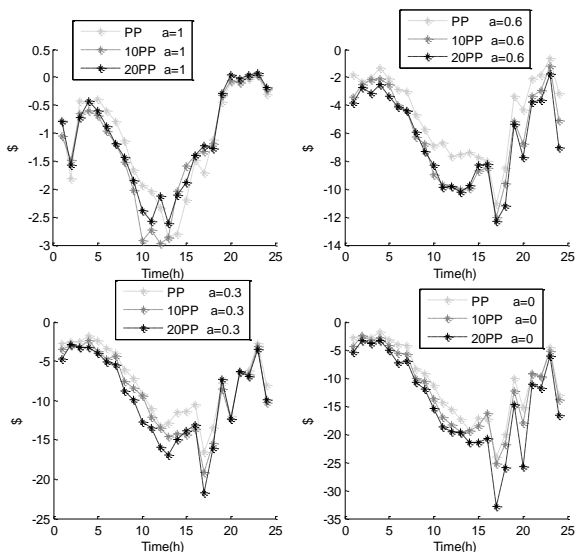 PP a=1
10PP a=1
20PP a=1
0.5
0
-0.5
-1
-1.5
-2
-2.5
-3
$
0 5 10 15 20 25
Time(h)
PP a=0.6
10PP a=0.6
20PP a=0.6
0
-2
-4
-6
-8
-10
-12
-14
$
0 5 10 15 20 25
Time(h)
PP a=0.3
10PP a=0.3
20PP a=0.3
0
-5
-10
-15
-20
-25
$
0 5 10 15 20 25
Time(h)
PP a=0
10PP a=0
20PP a=0
0
-5
-10
-15
-20
-25
-30
-35
$
0 5 10 15 20 25
Time(h)